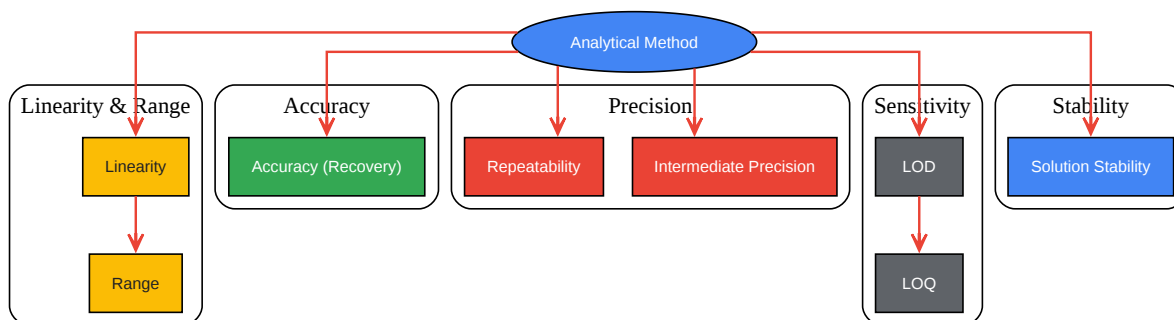 Analytical Method
Linearity & Range
Accuracy
Precision
Sensitivity
Stability
Linearity
Accuracy (Recovery)
Repeatability
Intermediate Precision
LOD
Solution Stability
Range
LOQ